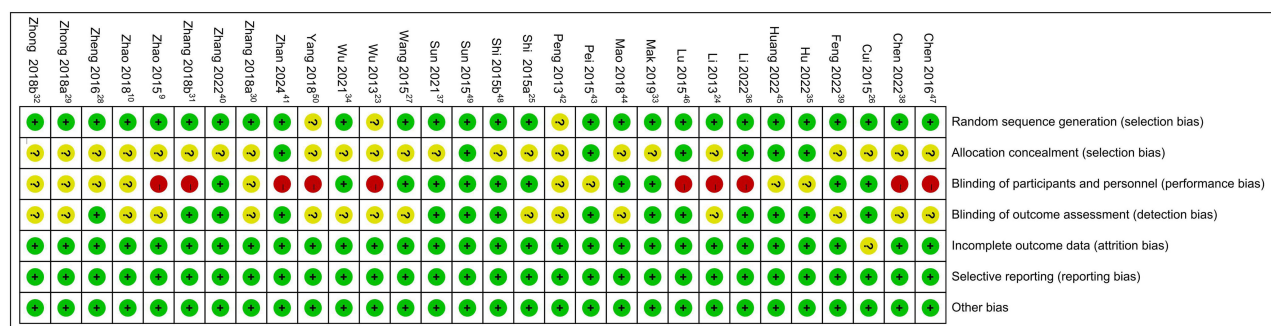 Zhong 2018b³²
Zhong 2018a²⁹
Zheng 2016²⁸
Zhao 2018¹⁰
Zhao 2015⁹
Zhang 2018b³¹
Zhang 2022⁴⁰
Zhang 2018a³⁰
Zhan 2024⁴¹
Yang 2018⁵⁰
Wu 2021³⁴
Wu 2013²³
Wang 2015²⁷
Sun 2021³⁷
Sun 2015⁴⁹
Shi 2015b⁴⁸
Shi 2015a²⁵
Peng 2013⁴²
Pei 2015⁴³
Mao 2018⁴⁴
Mak 2019³³
Lu 2015⁴⁶
Li 2013²⁴
Li 2022³⁶
Huang 2022⁴⁵
Hu 2022³⁵
Feng 2022³⁹
Cui 2015²⁶
Chen 2022³⁸
Chen 2016⁴⁷
Random sequence generation (selection bias)
Allocation concealment (selection bias)
Blinding of participants and personnel (performance bias)
Blinding of outcome assessment (detection bias)
Incomplete outcome data (attrition bias)
Selective reporting (reporting bias)
Other bias